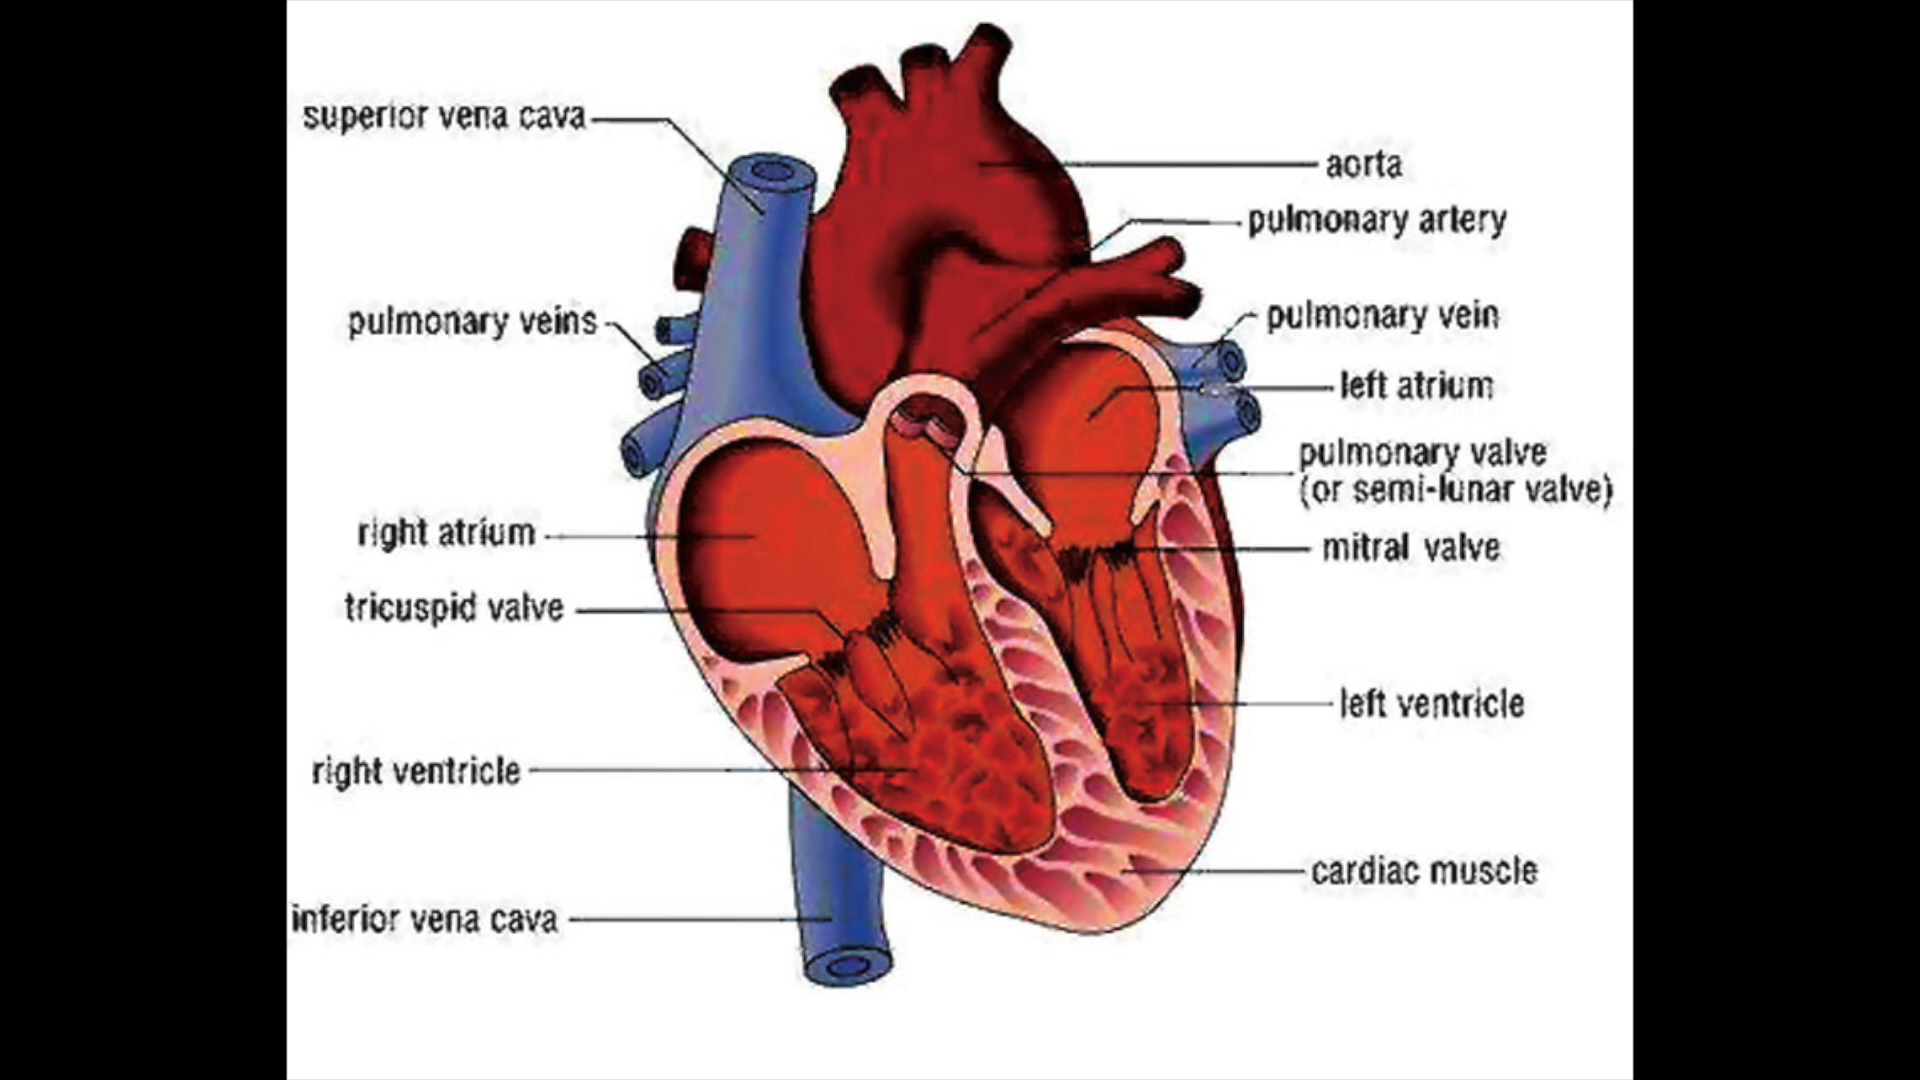 superior vena cava
aorta
pulmonary artery
pulmonary veins
pulmonary vein
left atrium
pulmonary valve
(or semi-lunar valve)
right atrium
mitral valve
tricuspid valve
left ventricle
right ventricle
cardiac muscle
inferior vena cava